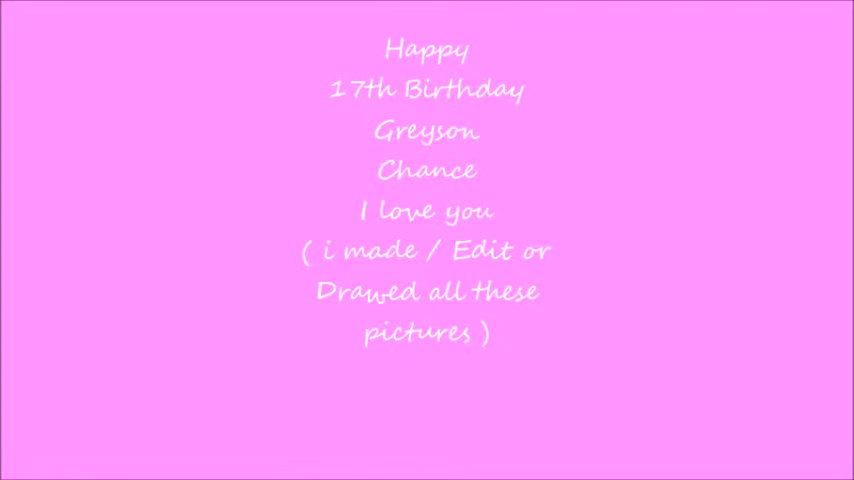 Happy
17th Birthday
Greyson
Chance
I love you
( i made / Edit or
Drawed all these
pictures )